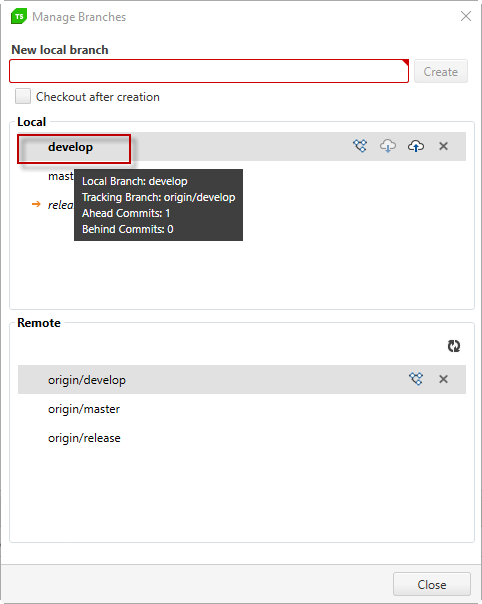 TS Manage Branches
New local branch
Create
Checkout after creation
Local
develop
mast
relea
Local Branch: develop
Tracking Branch: origin/develop
Ahead Commits: 1
Behind Commits: 0
Remote
origin/develop
origin/master
origin/release
Close